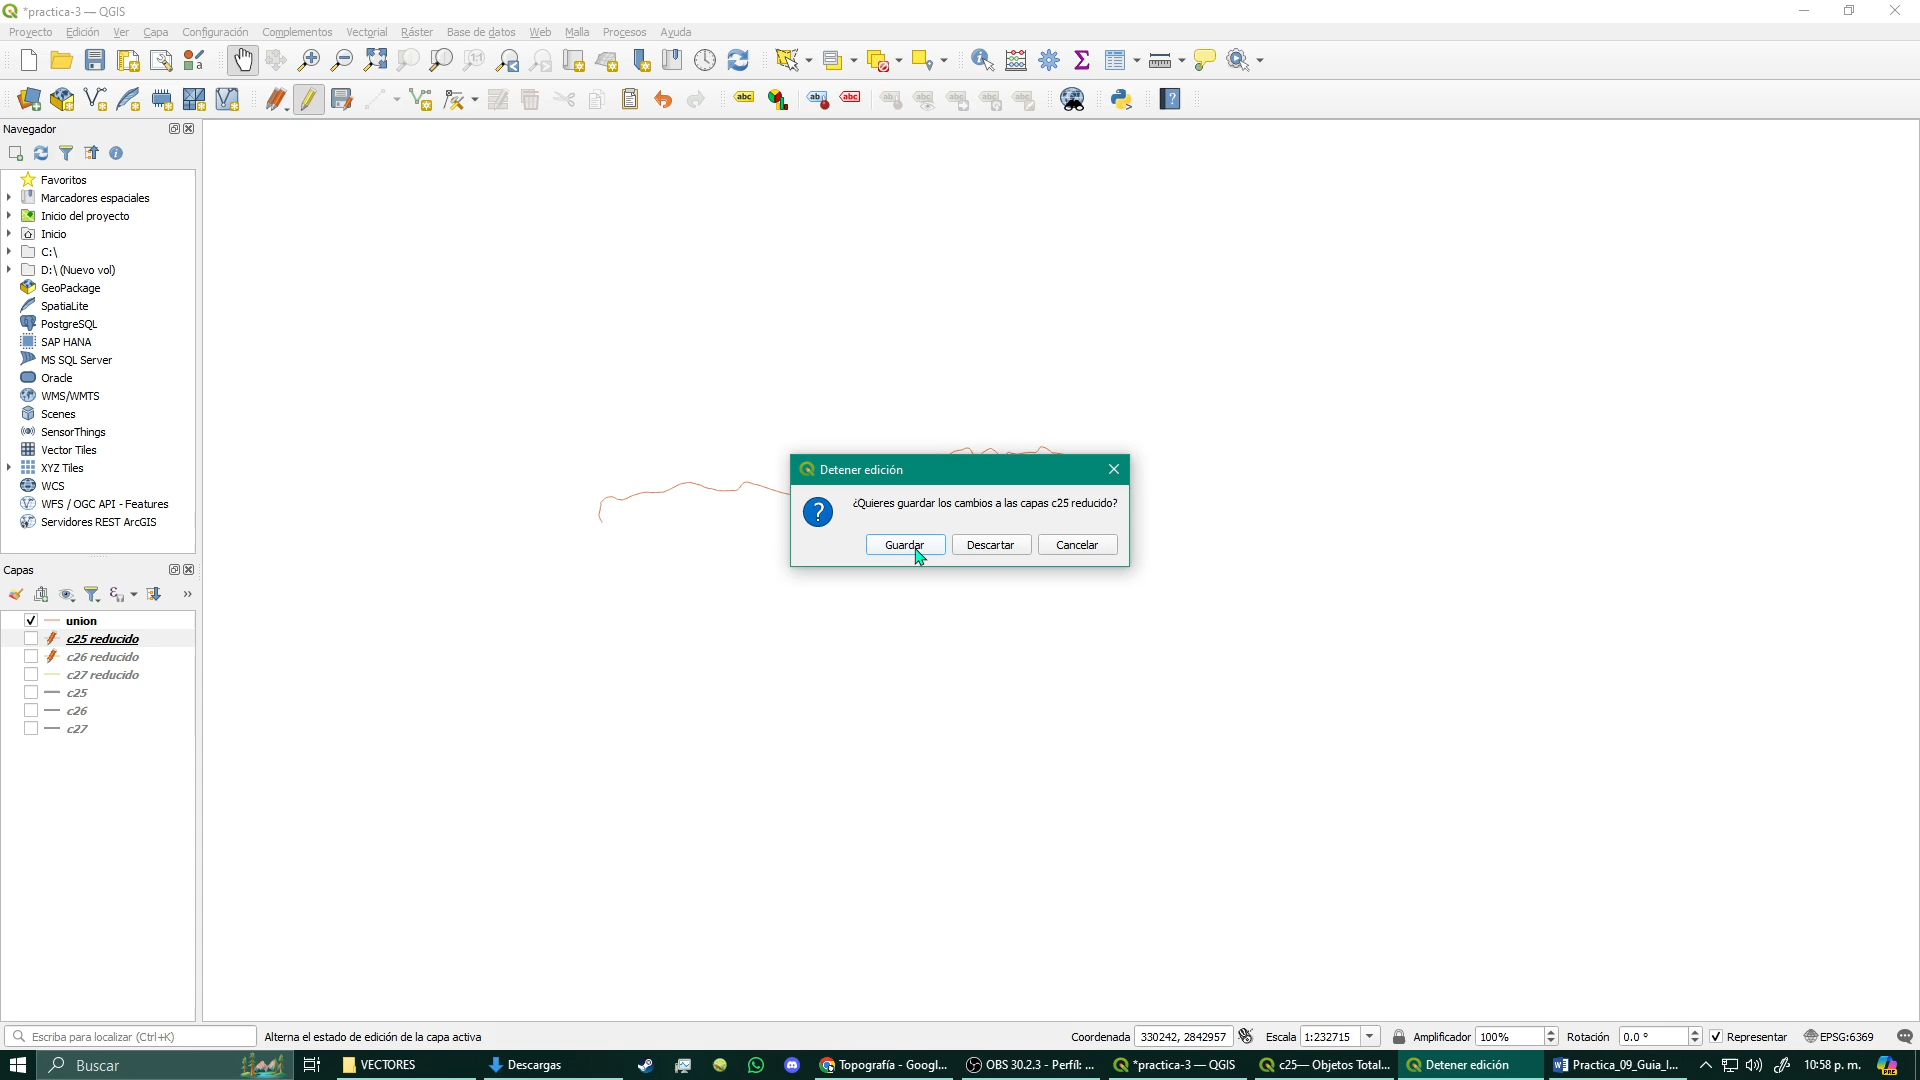 *practica-3 — QGIS
Proyecto Edición Ver Capa Configuración Complementos Vectorial Ráster Base de datos Web Malla Procesos Ayuda
Navegador
Favoritos
Marcadores espaciales
Inicio del proyecto
Inicio
C:\
D:\ (Nuevo vol)
GeoPackage
SpatiaLite
PostgreSQL
SAP HANA
MS SQL Server
Oracle
WMS/WMTS
Scenes
SensorThings
Vector Tiles
XYZ Tiles
WCS
WFS / OGC API - Features
Servidores REST ArcGIS
Detener edición
¿Quieres guardar los cambios a las capas c25 reducido?
Guardar Descartar Cancelar
Capas
union
c25 reducido
c26 reducido
c27 reducido
c25
c26
c27
Escriba para localizar (Ctrl+K) Alterna el estado de edición de la capa activa Coordenada 330242, 2842957 Escala 1:232715 Amplificador 100% Rotación 0.0 ° Representar EPSG:6369
Buscar VECTORES Descargas Topografía - Googl... OBS 30.2.3 - Perfil: ... *practica-3 — QGIS c25— Objetos Total... Detener edición Practica_09_Guia_I... 10:58 p. m.